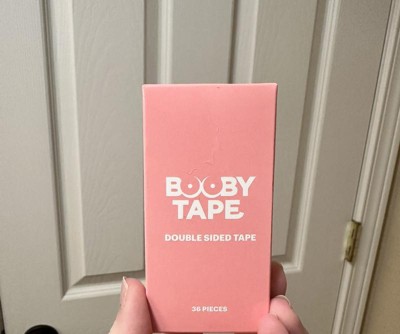 BOOBY
TAPE
DOUBLE SIDED TAPE
36 PIECES